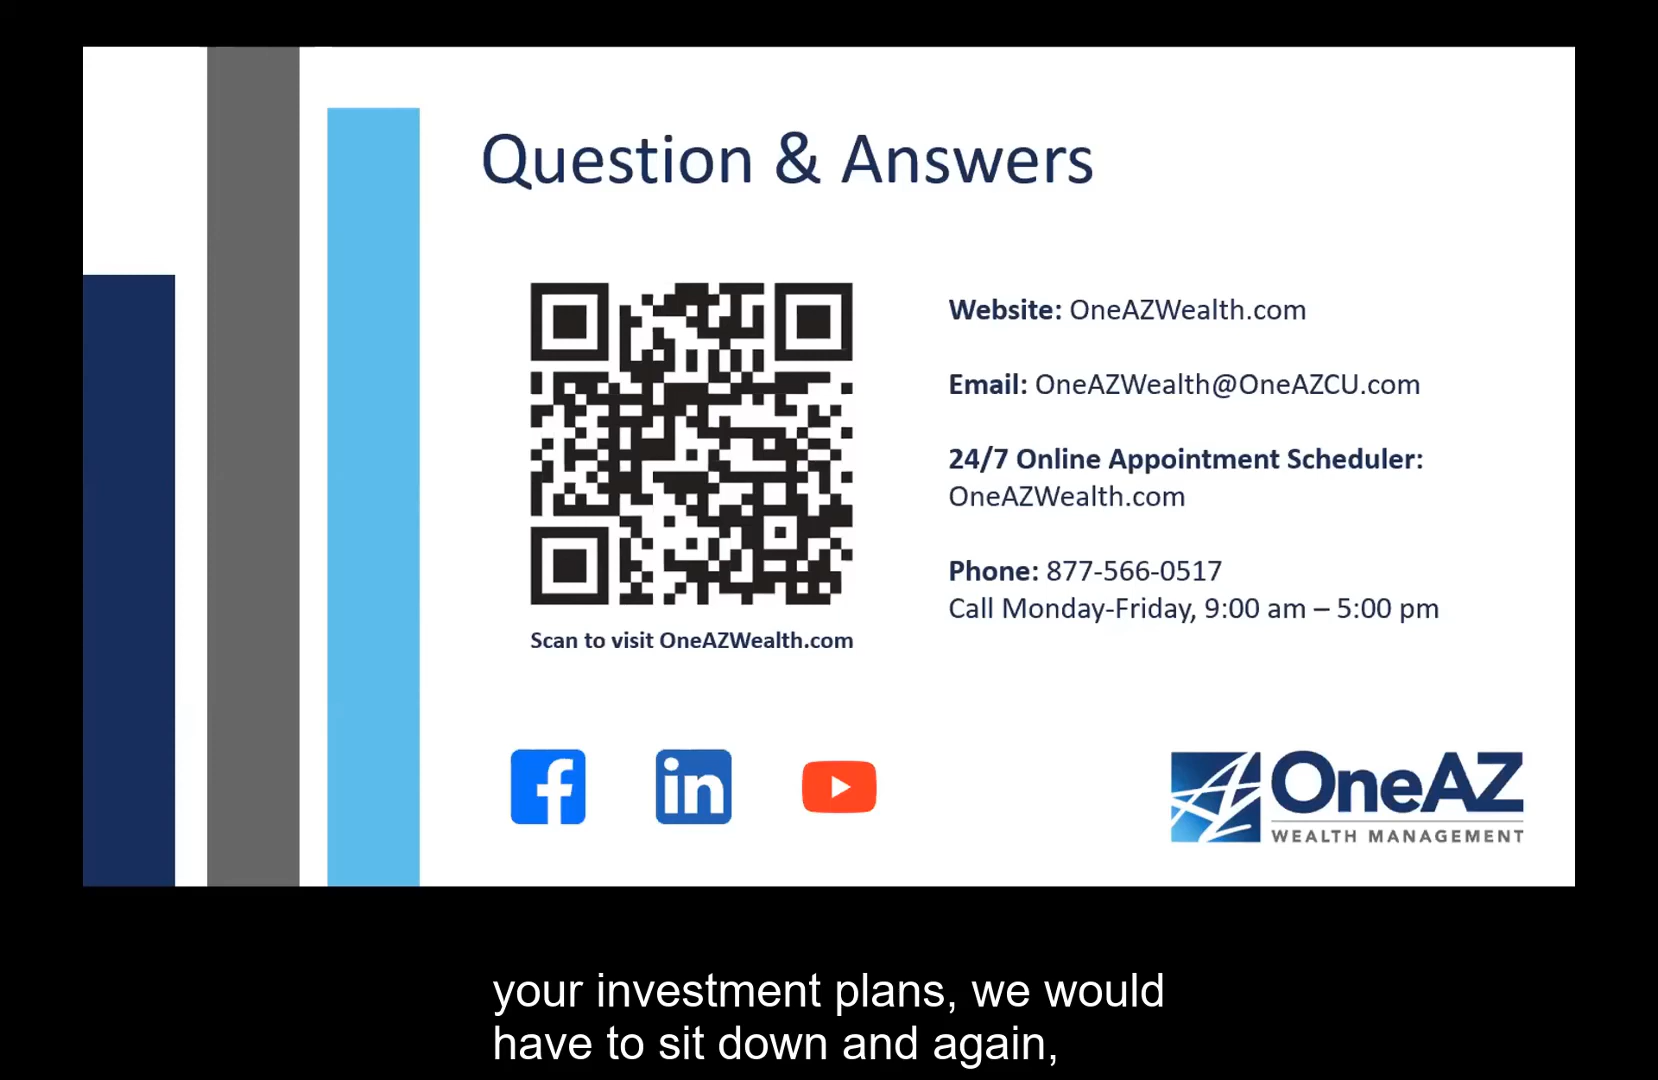 Question & Answers
Website: OneAZWealth.com
Email: OneAZWealth@OneAZCU.com
24/7 Online Appointment Scheduler:
OneAZWealth.com
Phone: 877-566-0517
Call Monday-Friday, 9:00 am – 5:00 pm
Scan to visit OneAZWealth.com
f
in
OneAZ
WEALTH MANAGEMENT
your investment plans, we would
have to sit down and again,